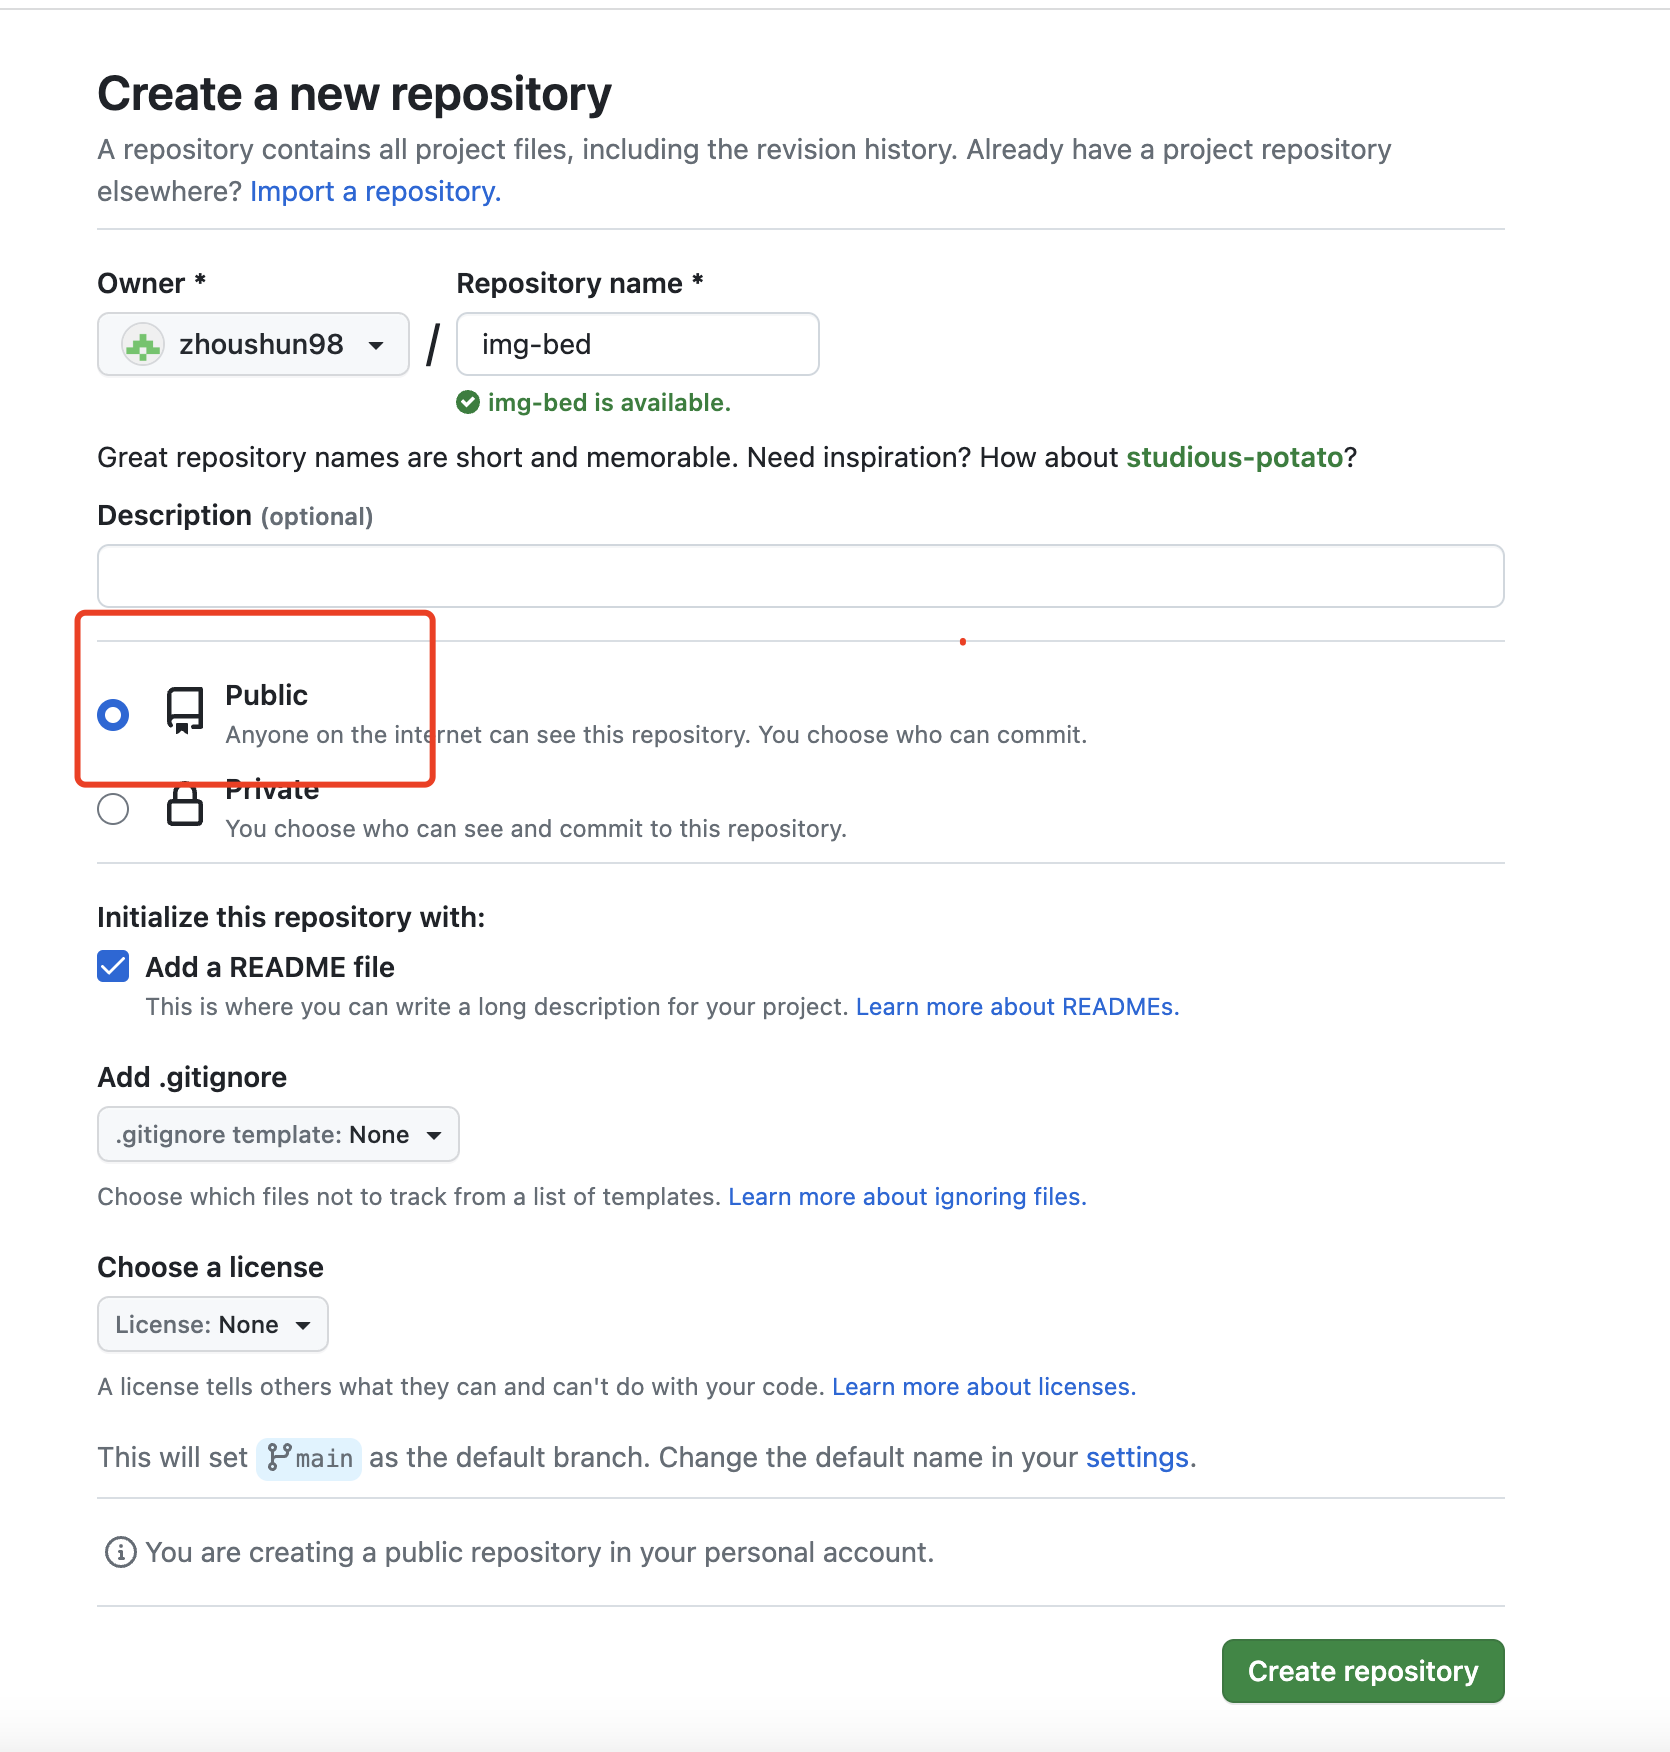 Create a new repository
A repository contains all project files, including the revision history. Already have a project repository
elsewhere? Import a repository.
Owner *
Repository name *
zhoushun98
/
img-bed
img-bed is available.
Great repository names are short and memorable. Need inspiration? How about studious-potato?
Description (optional)
Public
Anyone on the internet can see this repository. You choose who can commit.
Private
You choose who can see and commit to this repository.
Initialize this repository with:
Add a README file
This is where you can write a long description for your project. Learn more about READMEs.
Add .gitignore
.gitignore template: None
Choose which files not to track from a list of templates. Learn more about ignoring files.
Choose a license
License: None
A license tells others what they can and can't do with your code. Learn more about licenses.
This will set main as the default branch. Change the default name in your settings.
You are creating a public repository in your personal account.
Create repository